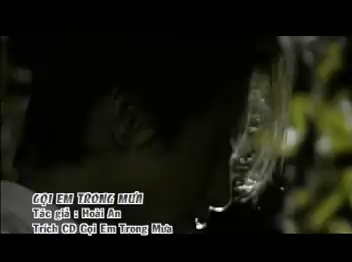 GỌI EM TRONG MƯA
Tác giả : Hoài An
Trích CD Gọi Em Trong Mưa